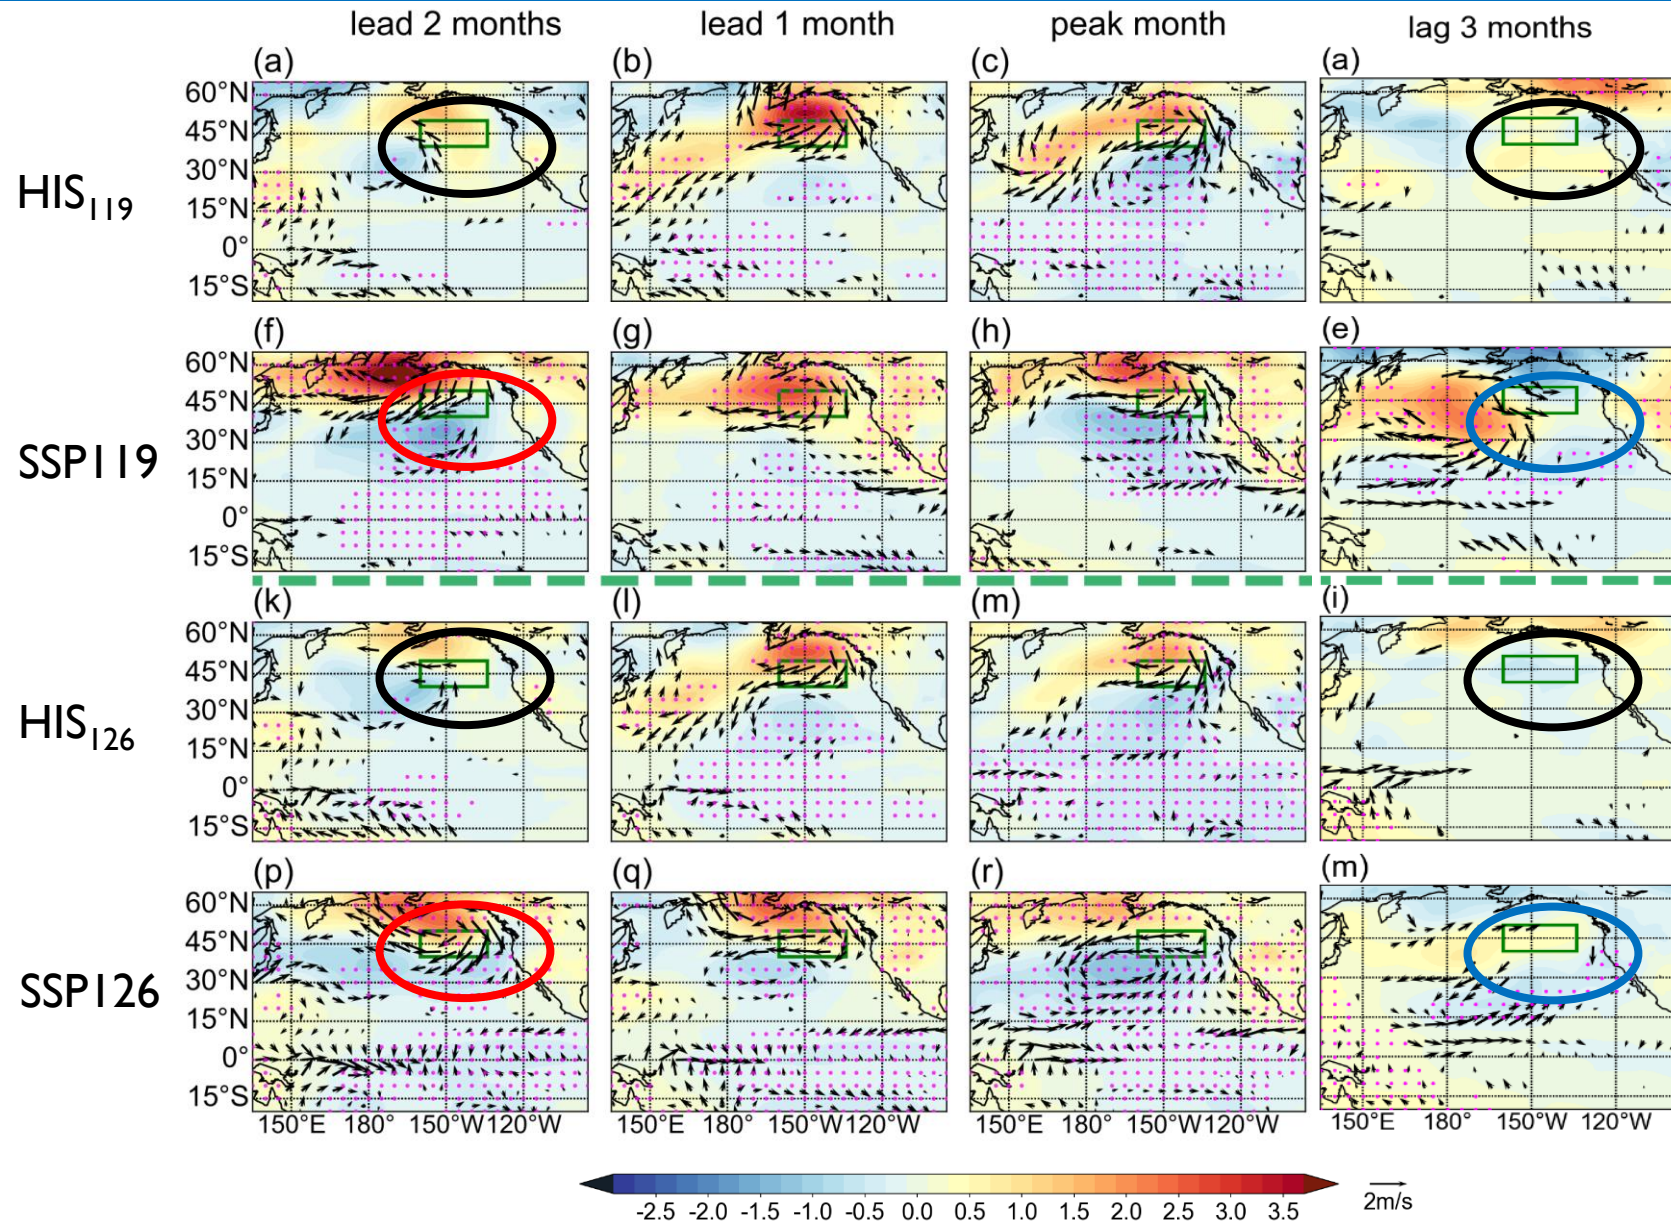 lead 2 months lead 1 month peak month lag 3 months
(a) (b) (c) (a)
HIS119
60°N
45°N
30°N
15°N
0°
15°S
(f) (g) (h) (e)
SSP119
60°N
45°N
30°N
15°N
0°
15°S
(k) (l) (m) (i)
HIS126
60°N
45°N
30°N
15°N
0°
15°S
(p) (q) (r) (m)
SSP126
60°N
45°N
30°N
15°N
0°
15°S
150°E 180° 150°W 120°W 150°E 180° 150°W 120°W 150°E 180° 150°W 120°W 150°E 180° 150°W 120°W
-2.5 -2.0 -1.5 -1.0 -0.5 0.0 0.5 1.0 1.5 2.0 2.5 3.0 3.5
2m/s